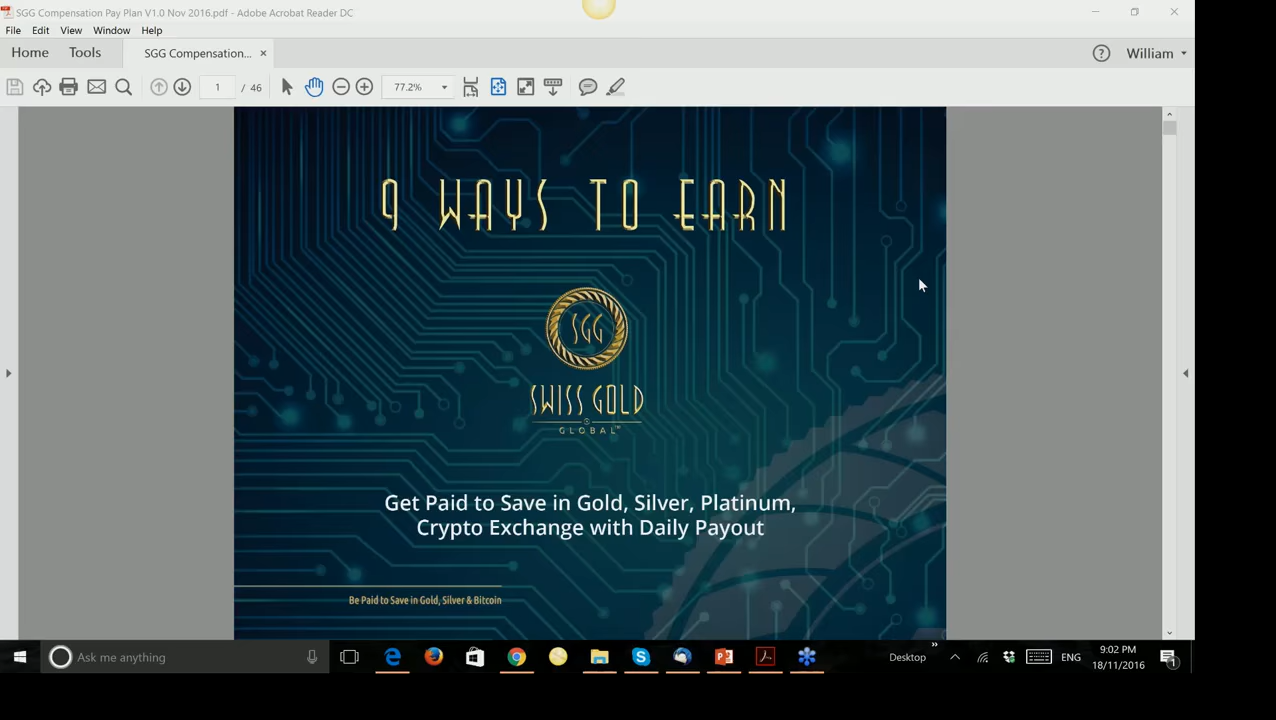 SGG Compensation Pay Plan V1.0 Nov 2016.pdf - Adobe Acrobat Reader DC
File Edit View Window Help
Home Tools SGG Compensation... × William
1 / 46 77.2%
9 WAYS TO EARN
SGG
SWISS GOLD
GLOBAL™
Get Paid to Save in Gold, Silver, Platinum,
Crypto Exchange with Daily Payout
Be Paid to Save in Gold, Silver & Bitcoin
Ask me anything Desktop ENG 9:02 PM
18/11/2016 1